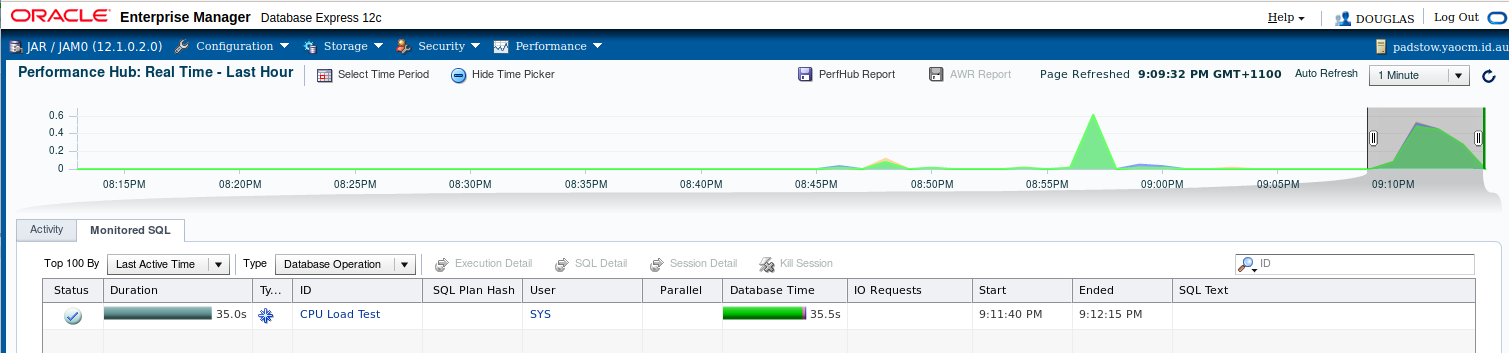 ORACLE Enterprise Manager Database Express 12c Help DOUGLAS Log Out
JAR / JAM0 (12.1.0.2.0) Configuration Storage Security Performance padstow.yaocm.id.au
Performance Hub: Real Time - Last Hour Select Time Period Hide Time Picker PerfHub Report AWR Report Page Refreshed 9:09:32 PM GMT+1100 Auto Refresh 1 Minute
0.6
0.4
0.2
0
08:15PM 08:20PM 08:25PM 08:30PM 08:35PM 08:40PM 08:45PM 08:50PM 08:55PM 09:00PM 09:05PM 09:10PM
Activity Monitored SQL
Top 100 By Last Active Time Type Database Operation Execution Detail SQL Detail Session Detail Kill Session ID
Status Duration Ty... ID SQL Plan Hash User Parallel Database Time IO Requests Start Ended SQL Text
35.0s CPU Load Test SYS 35.5s 9:11:40 PM 9:12:15 PM